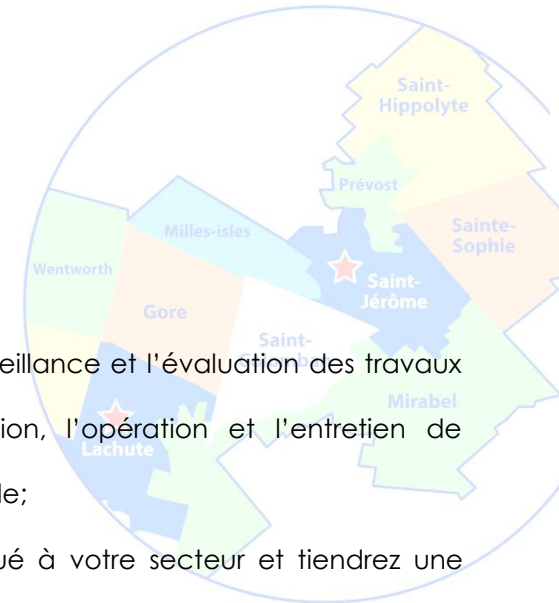 Saint-
Hippolyte
Prévost
Milles-isles
Sainte-
Sophie
Wentworth
Saint-
Jérôme
Gore
Saint-
eillance et l’évaluation des travaux
Mirabel
ion, l’opération et l’entretien de
Lachute
le;
ué à votre secteur et tiendrez une